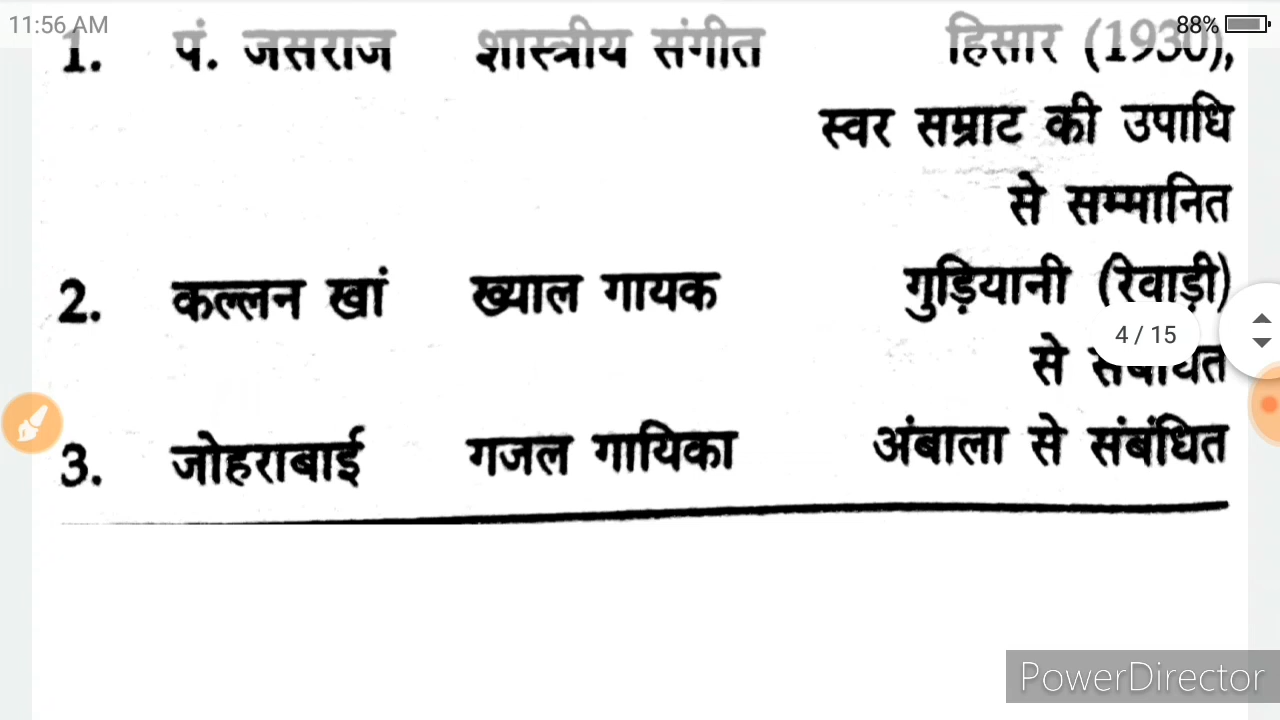 11:56 AM 88%
1. पं. जसराज शास्त्रीय संगीत हिसार (1930),
स्वर सम्राट की उपाधि
से सम्मानित
2. कल्लन खां ख्याल गायक गुड़ियानी (रेवाड़ी)
4 / 15
से संबंधित
3. जोहराबाई गजल गायिका अंबाला से संबंधित
PowerDirector